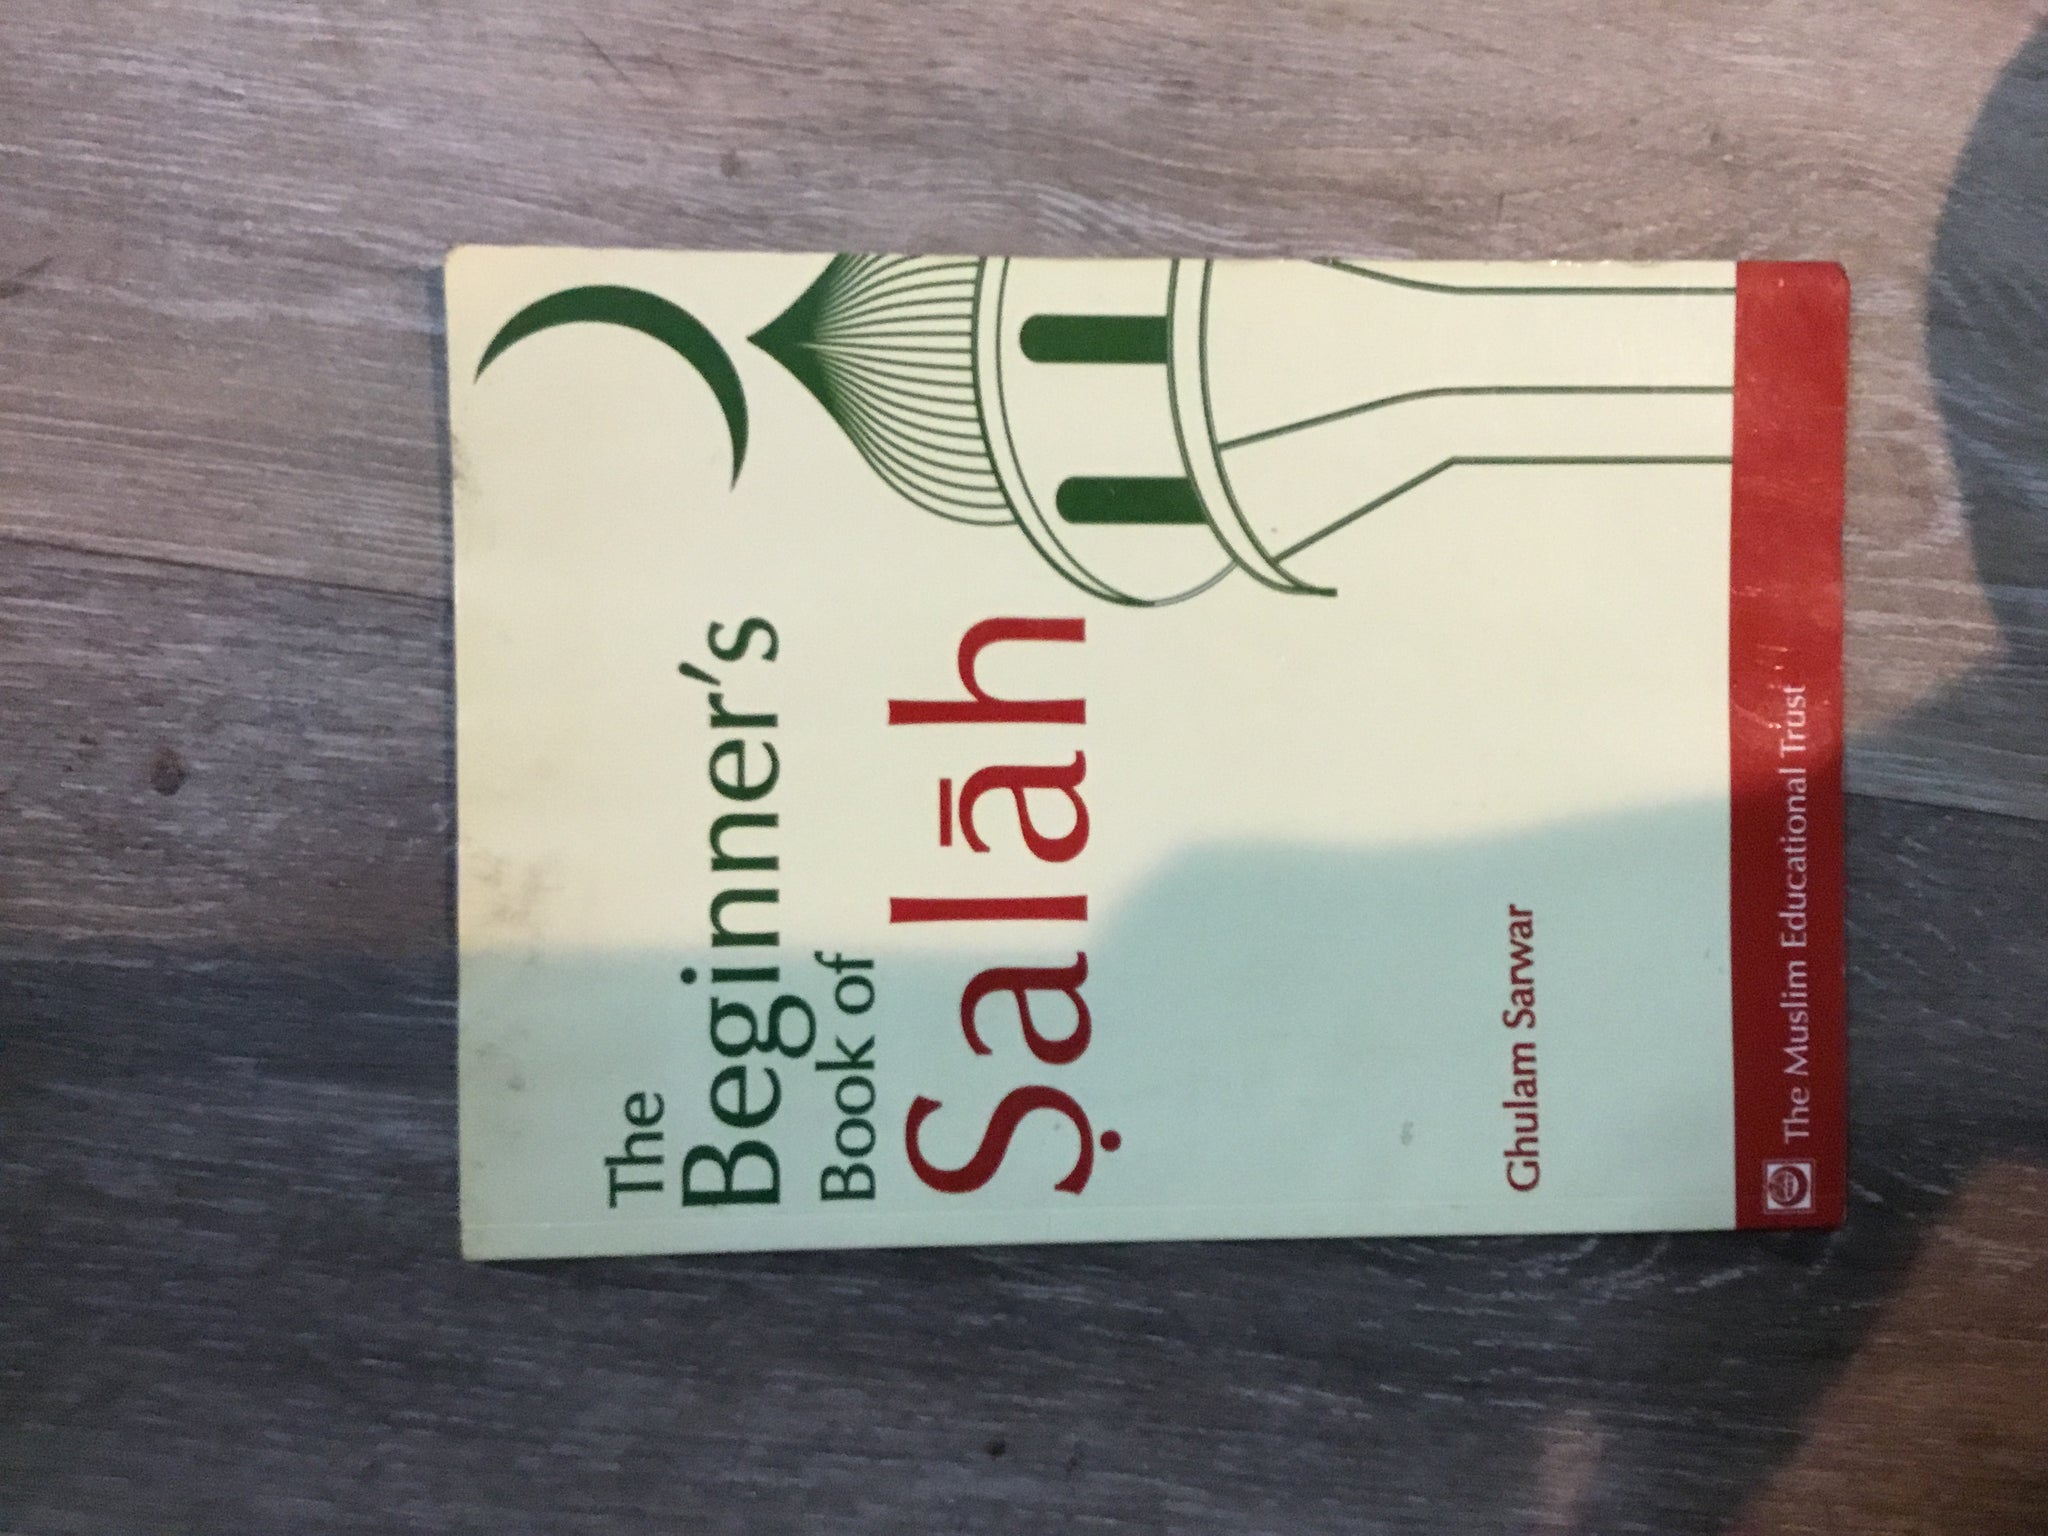 The
Beginner's
Book of
Ṣalāh
Ghulam Sarwar
The Muslim Educational Trust